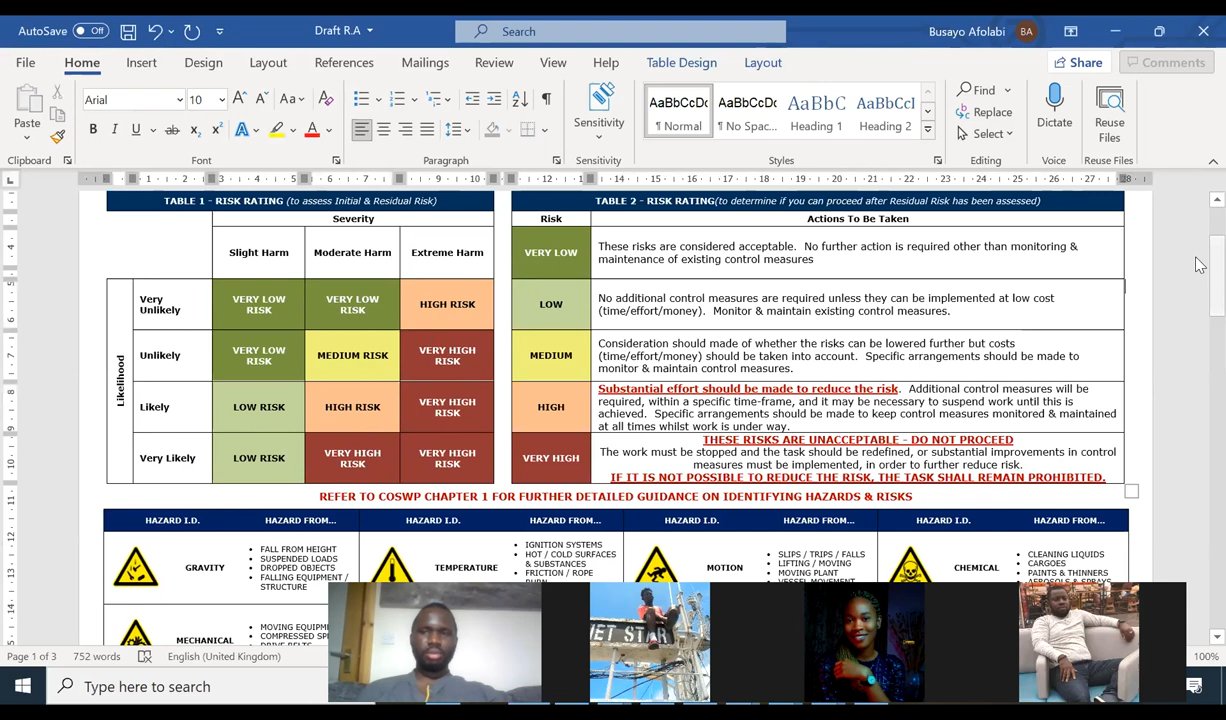 AutoSave Off Draft R.A Search Busayo Afolabi BA
File Home Insert Design Layout References Mailings Review View Help Table Design Layout Share Comments
Arial 10 Aa
Paste
B I U ab x2 x2 A A
Sensitivity
AaBbCcDc AaBbCcDc AaBbC AaBbCcI
¶ Normal ¶ No Spac... Heading 1 Heading 2
Find
Replace
Select
Dictate
Reuse
Files
Clipboard Font Paragraph Sensitivity Styles Editing Voice Reuse Files
TABLE 1 - RISK RATING (to assess Initial & Residual Risk)
Severity
Slight Harm Moderate Harm Extreme Harm
Likelihood
Very
Unlikely
VERY LOW
RISK
VERY LOW
RISK
HIGH RISK
Unlikely
VERY LOW
RISK
MEDIUM RISK
VERY HIGH
RISK
Likely
LOW RISK
HIGH RISK
VERY HIGH
RISK
Very Likely
LOW RISK
VERY HIGH
RISK
VERY HIGH
RISK
TABLE 2 - RISK RATING(to determine if you can proceed after Residual Risk has been assessed)
Risk Actions To Be Taken
VERY LOW
These risks are considered acceptable. No further action is required other than monitoring &
maintenance of existing control measures
LOW
No additional control measures are required unless they can be implemented at low cost
(time/effort/money). Monitor & maintain existing control measures.
MEDIUM
Consideration should made of whether the risks can be lowered further but costs
(time/effort/money) should be taken into account. Specific arrangements should be made to
monitor & maintain control measures.
HIGH
Substantial effort should be made to reduce the risk. Additional control measures will be
required, within a specific time-frame, and it may be necessary to suspend work until this is
achieved. Specific arrangements should be made to keep control measures monitored & maintained
at all times whilst work is under way.
VERY HIGH
THESE RISKS ARE UNACCEPTABLE - DO NOT PROCEED
The work must be stopped and the task should be redefined, or substantial improvements in control
measures must be implemented, in order to further reduce risk.
IF IT IS NOT POSSIBLE TO REDUCE THE RISK, THE TASK SHALL REMAIN PROHIBITED.
REFER TO COSWP CHAPTER 1 FOR FURTHER DETAILED GUIDANCE ON IDENTIFYING HAZARDS & RISKS
HAZARD I.D. HAZARD FROM... HAZARD I.D. HAZARD FROM... HAZARD I.D. HAZARD FROM... HAZARD I.D. HAZARD FROM...
GRAVITY
• FALL FROM HEIGHT
• SUSPENDED LOADS
• DROPPED OBJECTS
• FALLING EQUIPMENT /
STRUCTURE
TEMPERATURE
• IGNITION SYSTEMS
• HOT / COLD SURFACES
& SUBSTANCES
• FRICTION / ROPE
MOTION
• SLIPS / TRIPS / FALLS
• LIFTING / MOVING
• MOVING PLANT
CHEMICAL
• CLEANING LIQUIDS
• CARGOES
• PAINTS & THINNERS
MECHANICAL
• MOVING
• COMPRESSED
JET STAR
Page 1 of 3 752 words English (United Kingdom) 100%
Type here to search